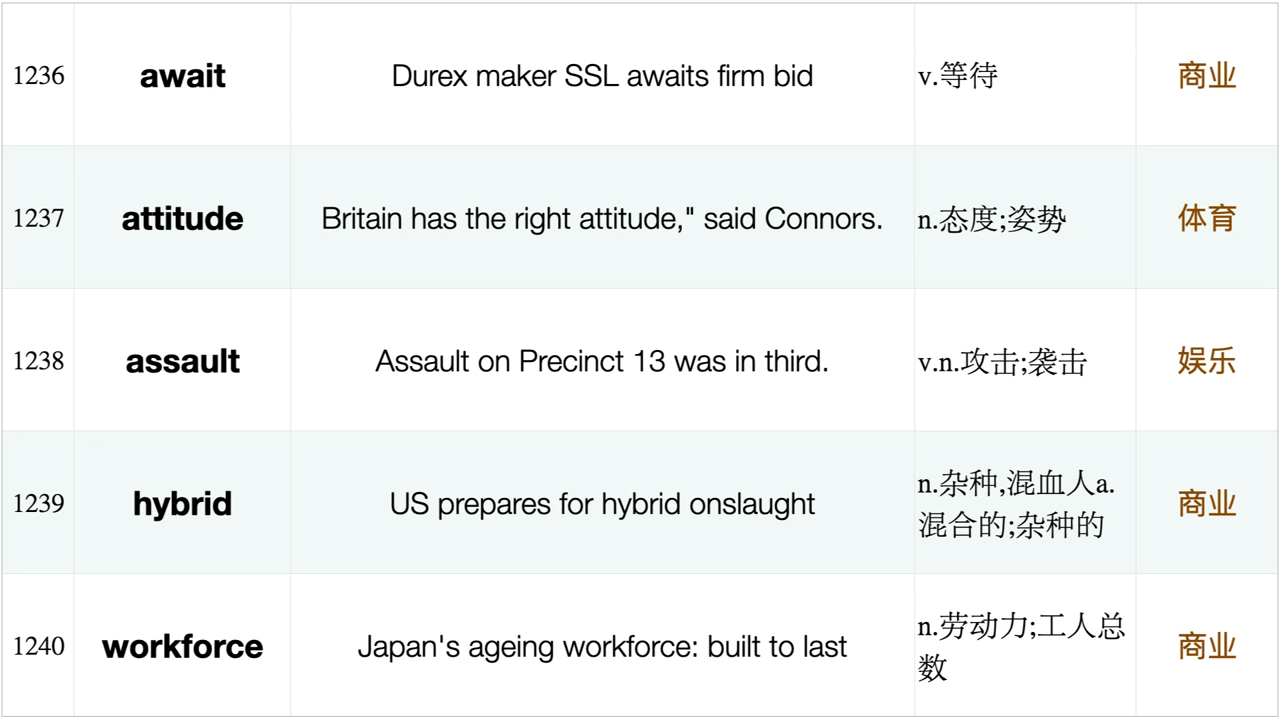 1236 await Durex maker SSL awaits firm bid v.等待 商业
1237 attitude Britain has the right attitude," said Connors. n.态度;姿势 体育
1238 assault Assault on Precinct 13 was in third. v.n.攻击;袭击 娱乐
1239 hybrid US prepares for hybrid onslaught n.杂种,混血人a.
混合的;杂种的 商业
1240 workforce Japan's ageing workforce: built to last n.劳动力;工人总
数 商业